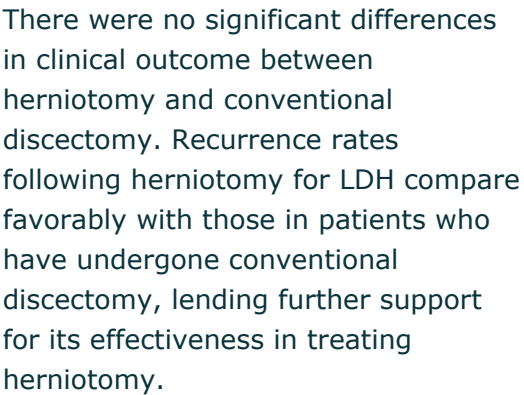 There were no significant differences
in clinical outcome between
herniotomy and conventional
discectomy. Recurrence rates
following herniotomy for LDH compare
favorably with those in patients who
have undergone conventional
discectomy, lending further support
for its effectiveness in treating
herniotomy.